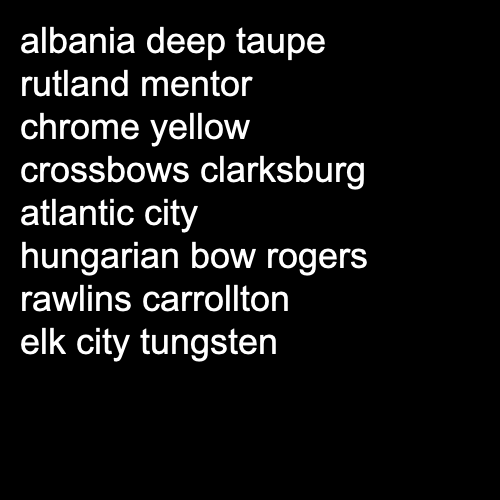 albania deep taupe
rutland mentor
chrome yellow
crossbows clarksburg
atlantic city
hungarian bow rogers
rawlins carrollton
elk city tungsten